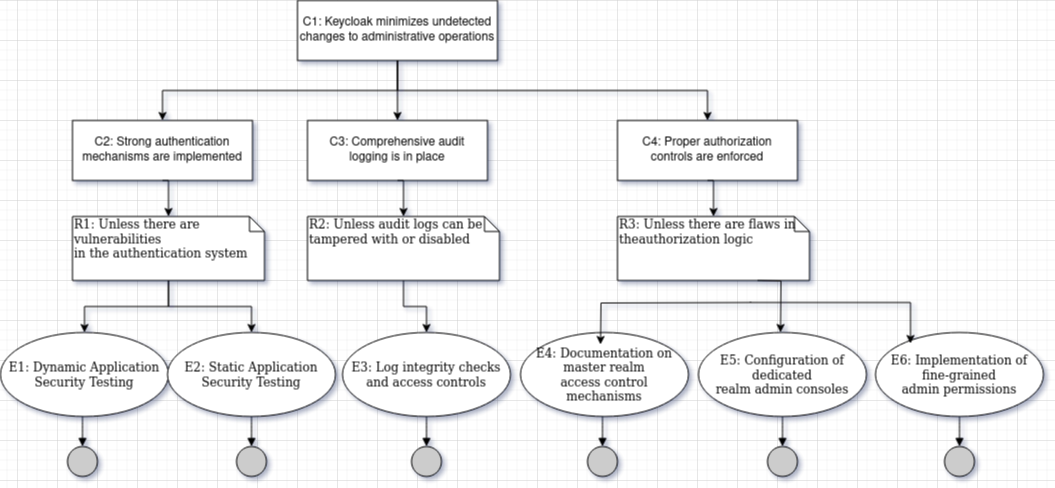 C1: Keycloak minimizes undetected
changes to administrative operations
C2: Strong authentication
mechanisms are implemented
C3: Comprehensive audit
logging is in place
C4: Proper authorization
controls are enforced
R1: Unless there are
vulnerabilities
in the authentication system
R2: Unless audit logs can be
tampered with or disabled
R3: Unless there are flaws in
theauthorization logic
E1: Dynamic Application
Security Testing
E2: Static Application
Security Testing
E3: Log integrity checks
and access controls
E4: Documentation on
master realm
access control
mechanisms
E5: Configuration of
dedicated
realm admin consoles
E6: Implementation of
fine-grained
admin permissions